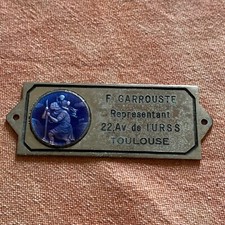 F. GARROUSTE
Représentant
22, Av. de l'URSS
TOULOUSE